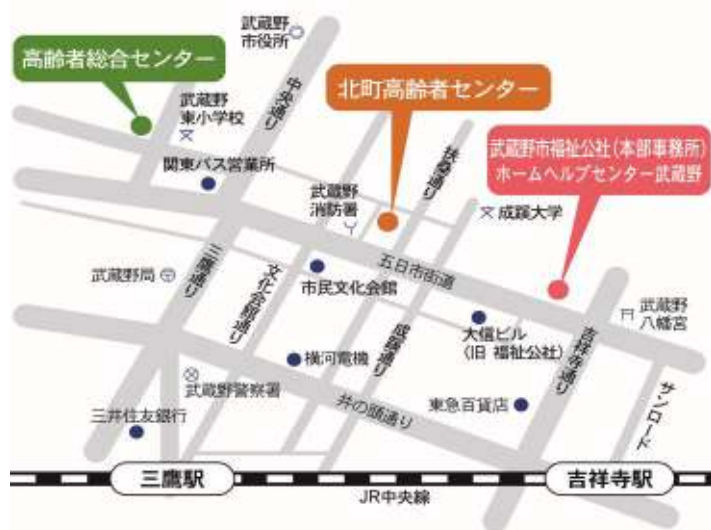 武蔵野
市役所
高齢者総合センター
中央通り
武蔵野
東小学校
北町高齢者センター
扶桑通り
武蔵野市福祉公社（本部事務所）
ホームヘルプセンター武蔵野
関東バス営業所
武蔵野
消防署
成蹊大学
五日市街道
三鷹通り
武蔵野局
文化会館通り
市民文化会館
成蹊通り
大信ビル
（旧 福祉公社）
吉祥寺通り
武蔵野
八幡宮
横河電機
武蔵野警察署
井の頭通り
東急百貨店
サンロード
三井住友銀行
三鷹駅
吉祥寺駅
JR中央線